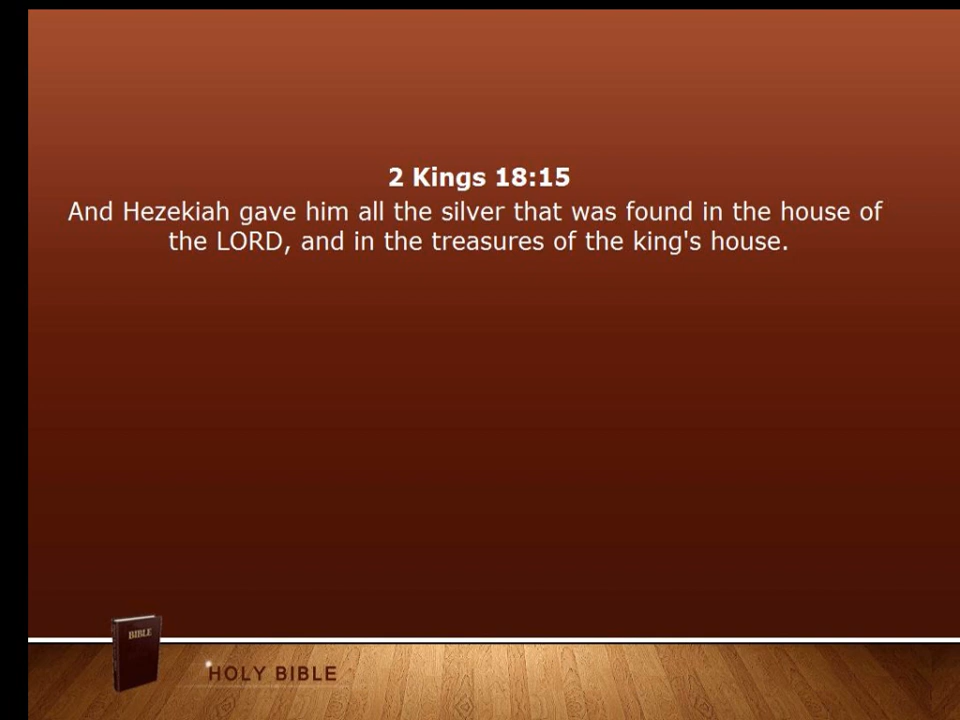 2 Kings 18:15
And Hezekiah gave him all the silver that was found in the house of
the LORD, and in the treasures of the king's house.
BIBLE
HOLY BIBLE